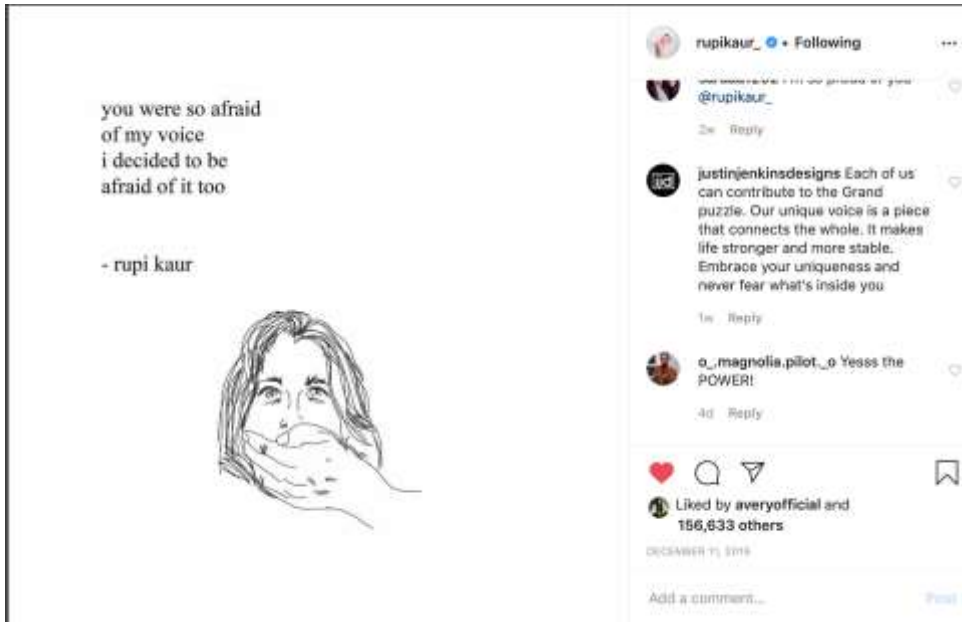 you were so afraid
of my voice
i decided to be
afraid of it too
- rupi kaur
rupikaur_ • Following
@rupikaur_
2w Reply
justinjenkinsdesigns Each of us
can contribute to the Grand
puzzle. Our unique voice is a piece
that connects the whole. It makes
life stronger and more stable.
Embrace your uniqueness and
never fear what's inside you
1w Reply
o_.magnolia.pilot._o Yesss the
POWER!
4d Reply
Liked by averyofficial and
156,633 others
DECEMBER 11,
Add a comment...
Post